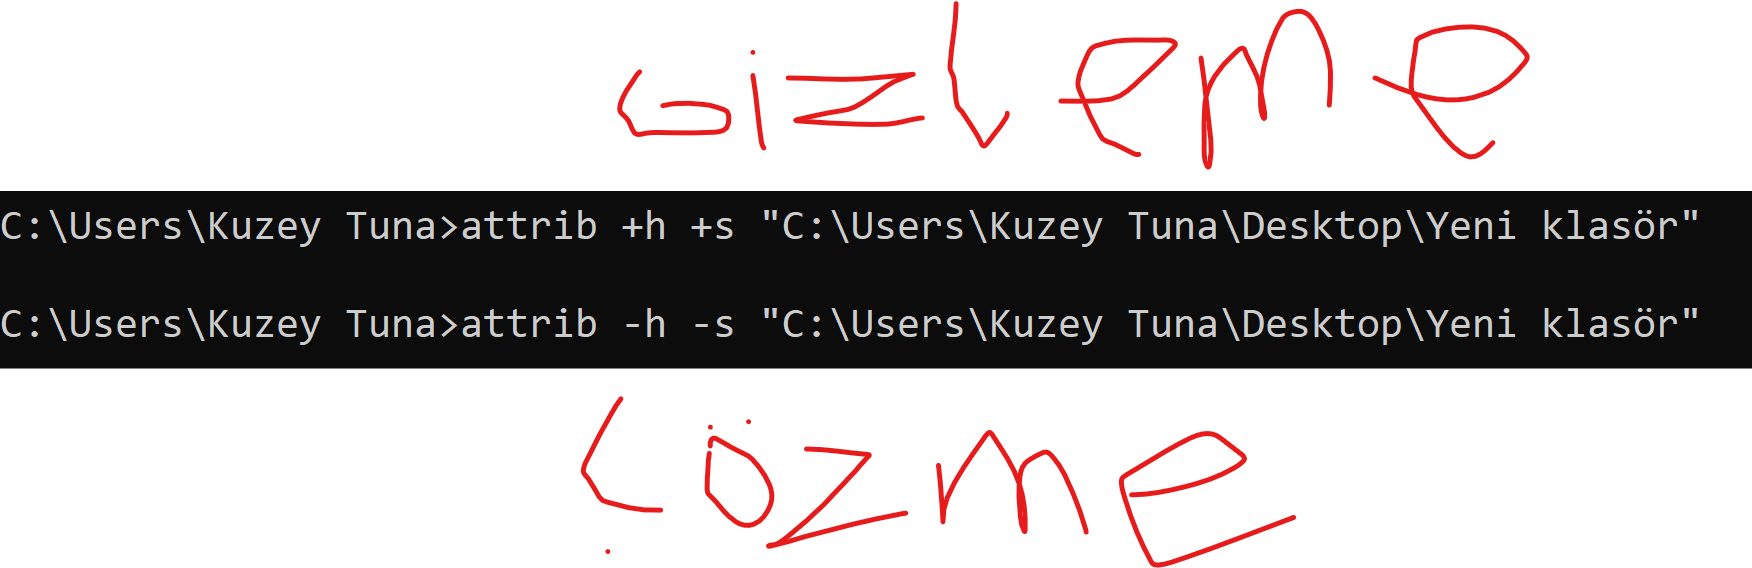 Gizleme
C:\Users\Kuzey Tuna>attrib +h +s "C:\Users\Kuzey Tuna\Desktop\Yeni klasör"
C:\Users\Kuzey Tuna>attrib -h -s "C:\Users\Kuzey Tuna\Desktop\Yeni klasör"
Çözme